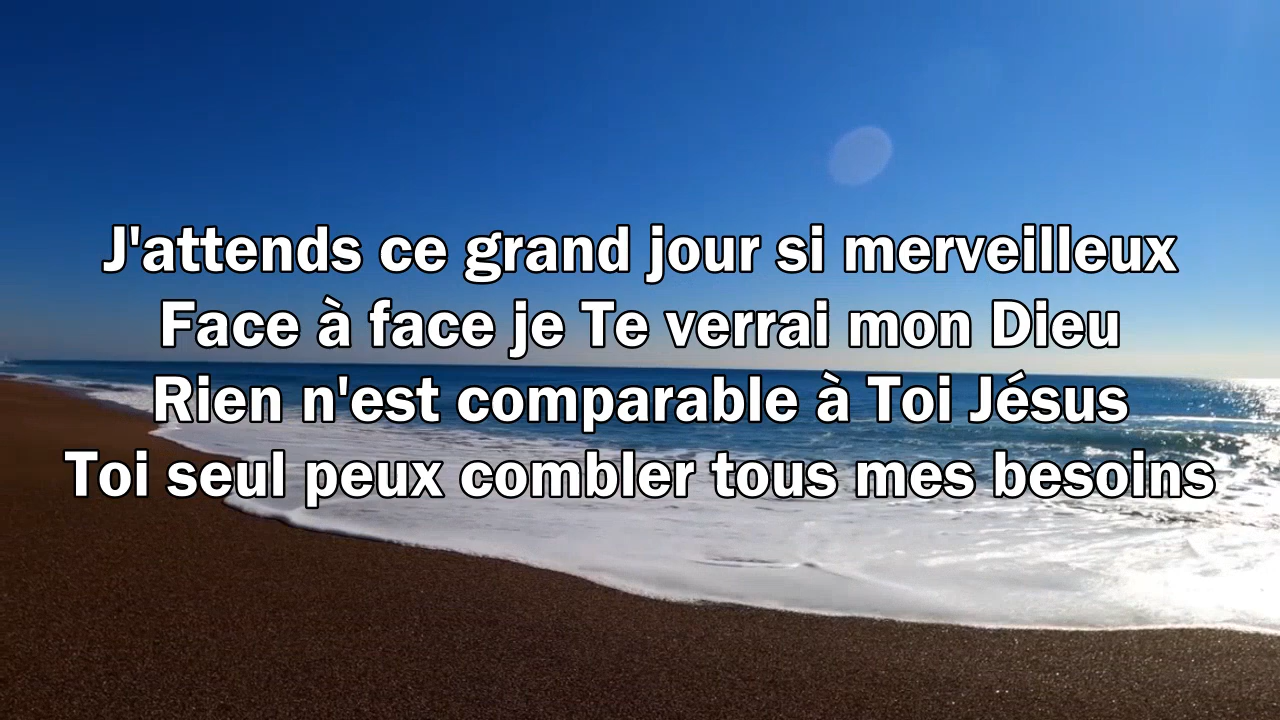 J'attends ce grand jour si merveilleux
Face à face je Te verrai mon Dieu
Rien n'est comparable à Toi Jésus
Toi seul peux combler tous mes besoins